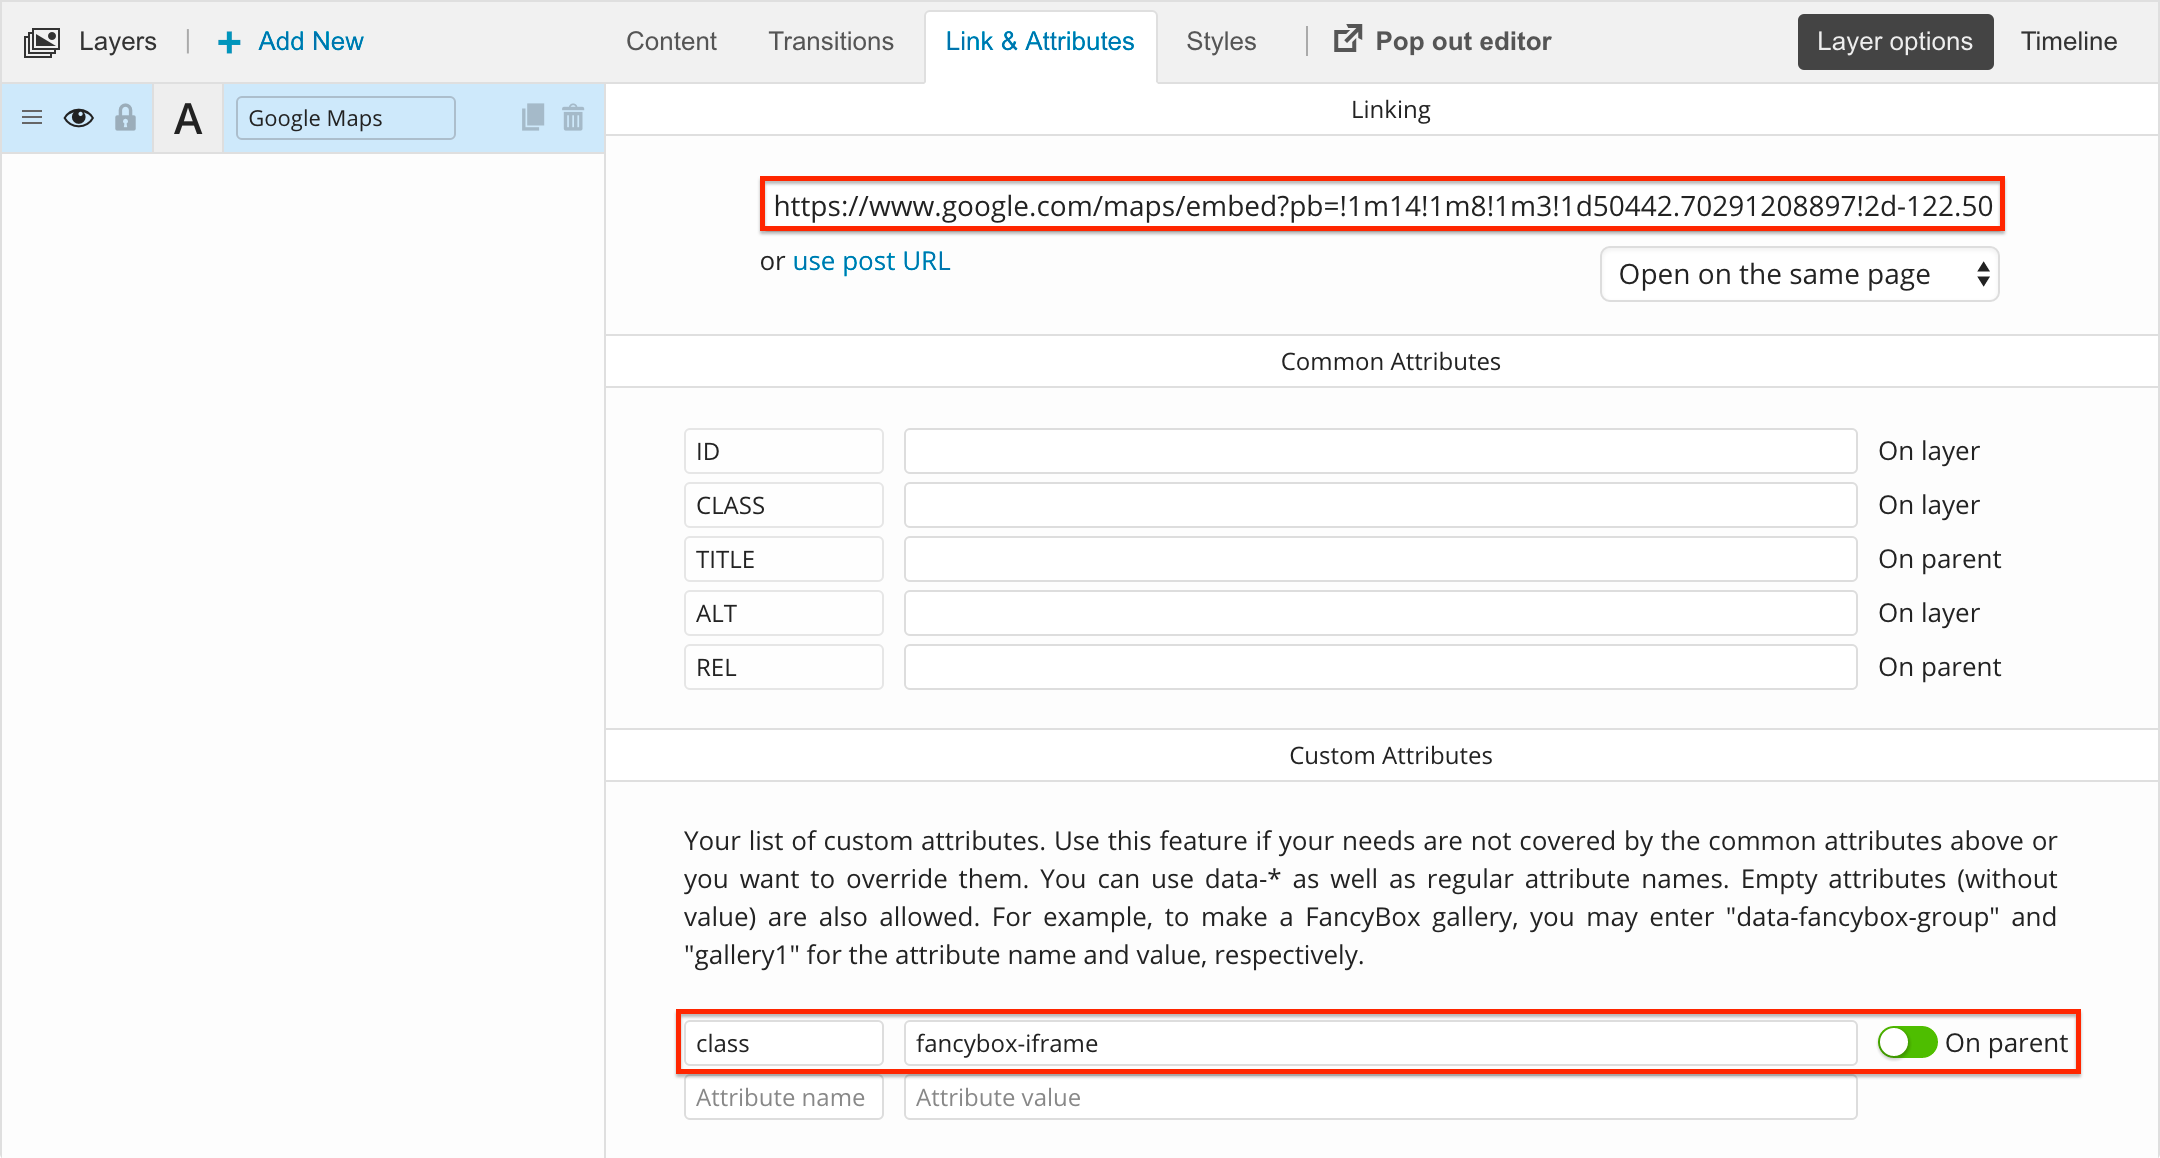 Layers | + Add New
Content Transitions Link & Attributes Styles | Pop out editor
Layer options Timeline
A Google Maps
Linking
https://www.google.com/maps/embed?pb=!1m14!1m8!1m3!1d50442.70291208897!2d-122.50
or use post URL
Open on the same page
Common Attributes
ID On layer
CLASS On layer
TITLE On parent
ALT On layer
REL On parent
Custom Attributes
Your list of custom attributes. Use this feature if your needs are not covered by the common attributes above or
you want to override them. You can use data-* as well as regular attribute names. Empty attributes (without
value) are also allowed. For example, to make a FancyBox gallery, you may enter "data-fancybox-group" and
"gallery1" for the attribute name and value, respectively.
class fancybox-iframe On parent
Attribute name Attribute value